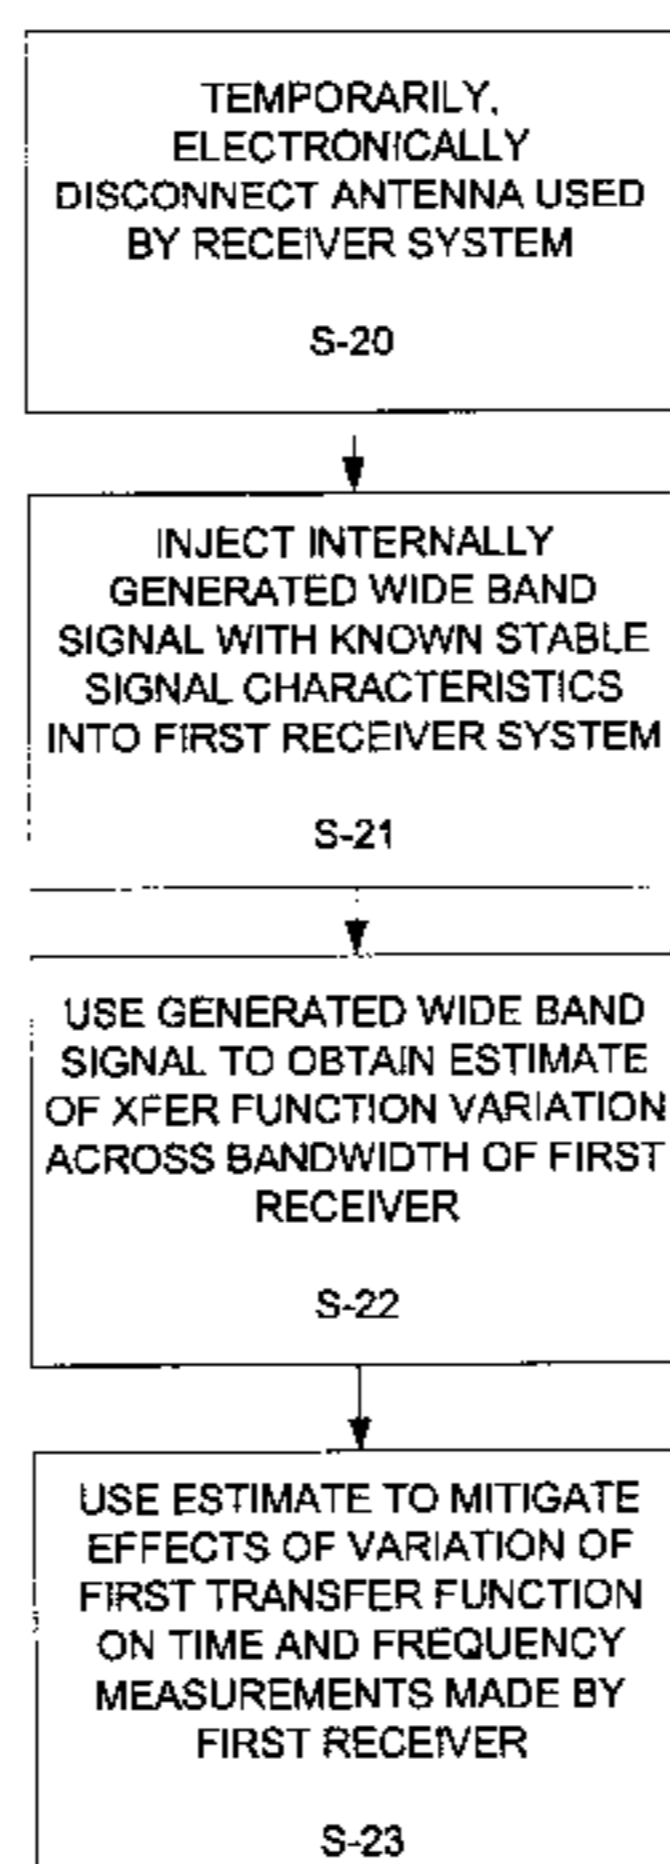 TEMPORARILY,
ELECTRONICALLY
DISCONNECT ANTENNA USED
BY RECEIVER SYSTEM
S-20
INJECT INTERNALLY
GENERATED WIDE BAND
SIGNAL WITH KNOWN STABLE
SIGNAL CHARACTERISTICS
INTO FIRST RECEIVER SYSTEM
S-21
USE GENERATED WIDE BAND
SIGNAL TO OBTAIN ESTIMATE
OF XFER FUNCTION VARIATION
ACROSS BANDWIDTH OF FIRST
RECEIVER
S-22
USE ESTIMATE TO MITIGATE
EFFECTS OF VARIATION OF
FIRST TRANSFER FUNCTION
ON TIME AND FREQUENCY
MEASUREMENTS MADE BY
FIRST RECEIVER
S-23